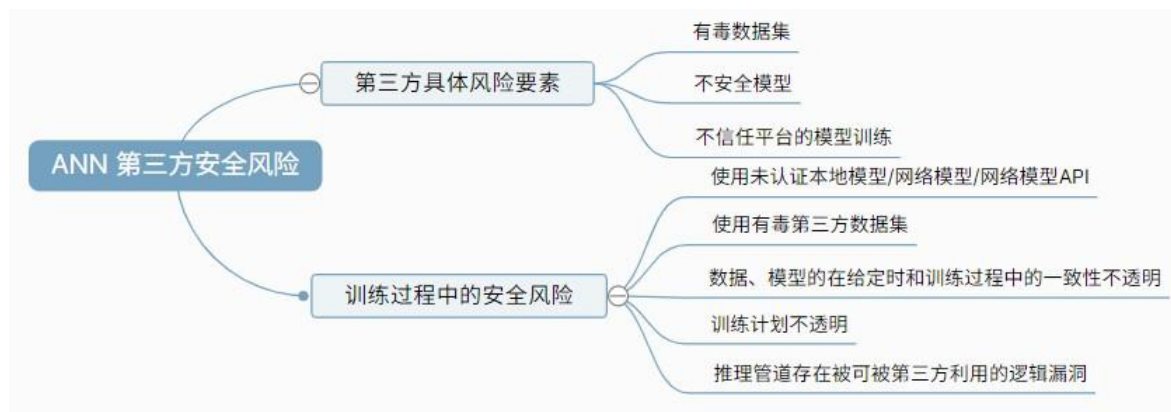 ANN 第三方安全风险
第三方具体风险要素
有毒数据集
不安全模型
不信任平台的模型训练
训练过程中的安全风险
使用未认证本地模型/网络模型/网络模型API
使用有毒第三方数据集
数据、模型的在给定时和训练过程中的一致性不透明
训练计划不透明
推理管道存在被可被第三方利用的逻辑漏洞